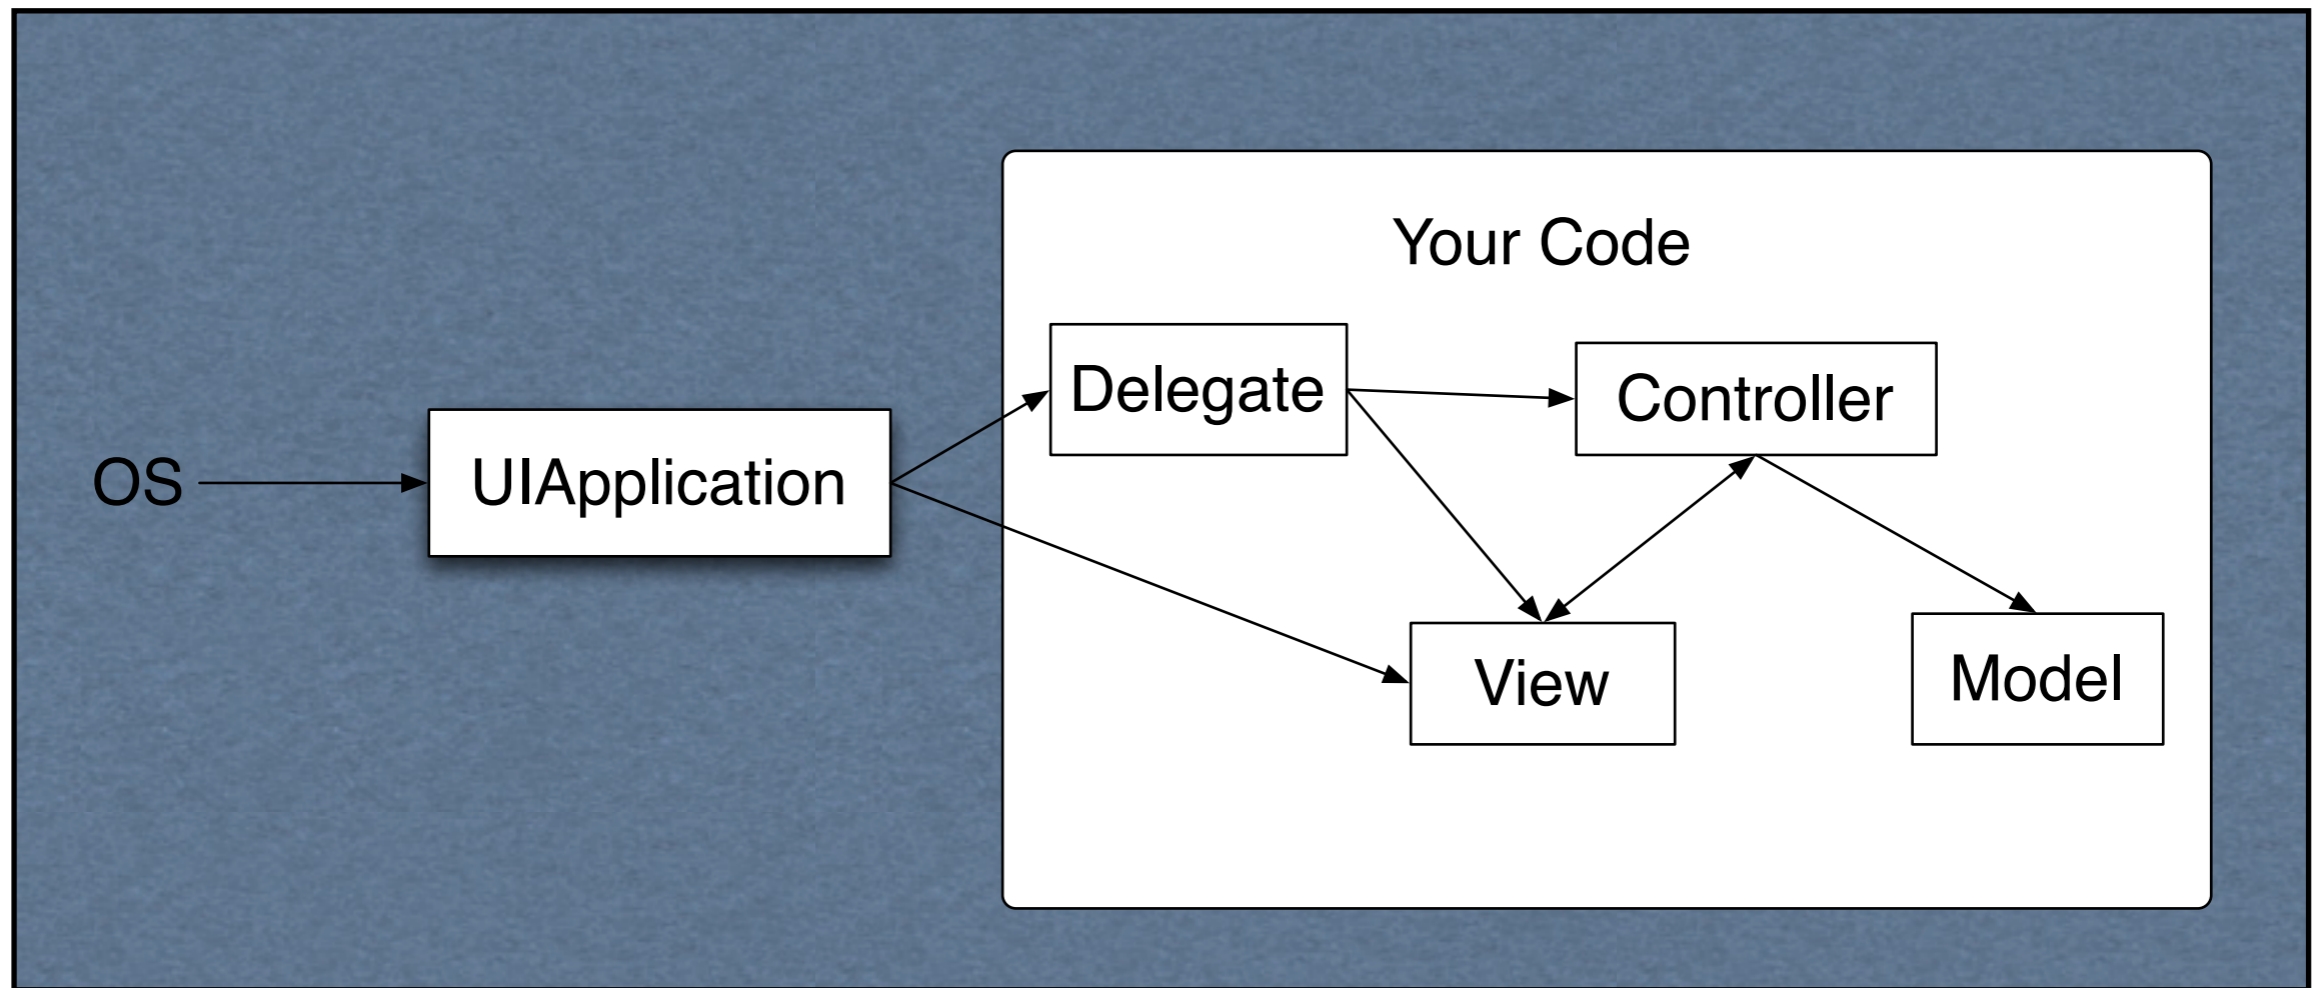 Your Code
Delegate
Controller
OS
UIApplication
View
Model